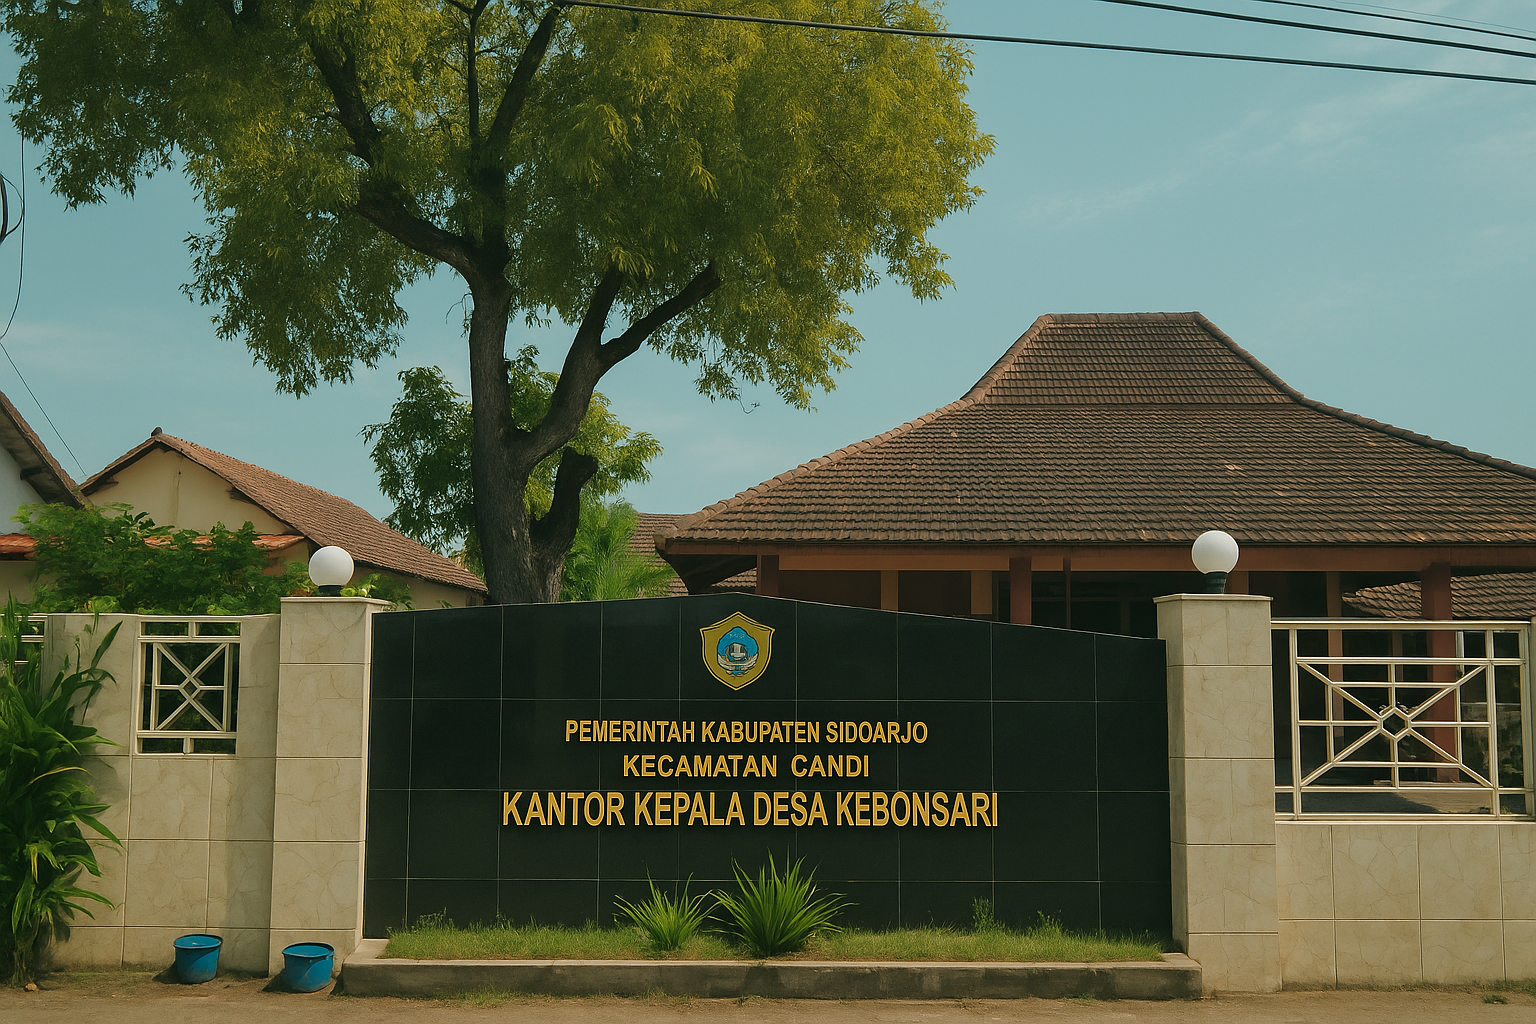 PEMERINTAH KABUPATEN SIDOARJO
KECAMATAN CANDI
KANTOR KEPALA DESA KEBONSARI